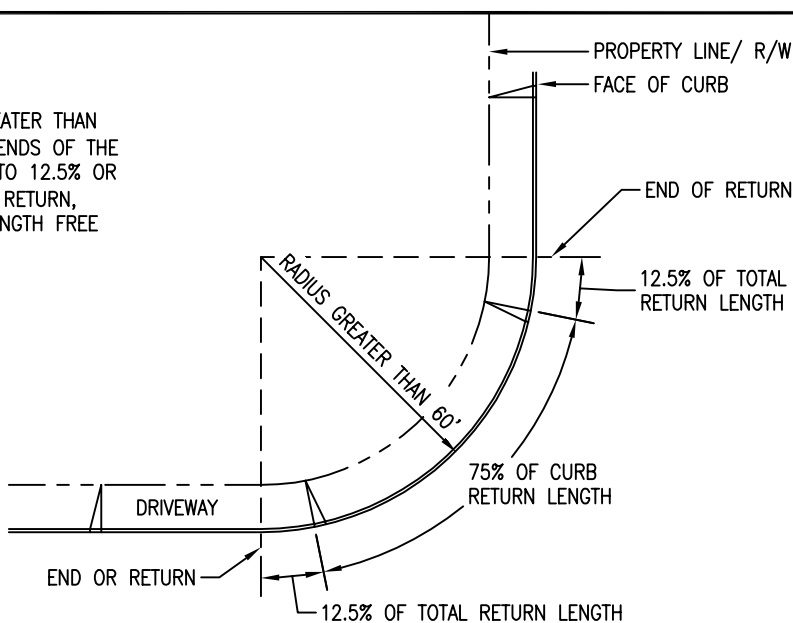 PROPERTY LINE/ R/W
FACE OF CURB
THAN
ENDS OF THE
TO 12.5% OR
RETURN,
FREE
END OF RETURN
12.5% OF TOTAL
RETURN LENGTH
RADIUS GREATER THAN 60'
75% OF CURB
RETURN LENGTH
DRIVEWAY
END OR RETURN
12.5% OF TOTAL RETURN LENGTH